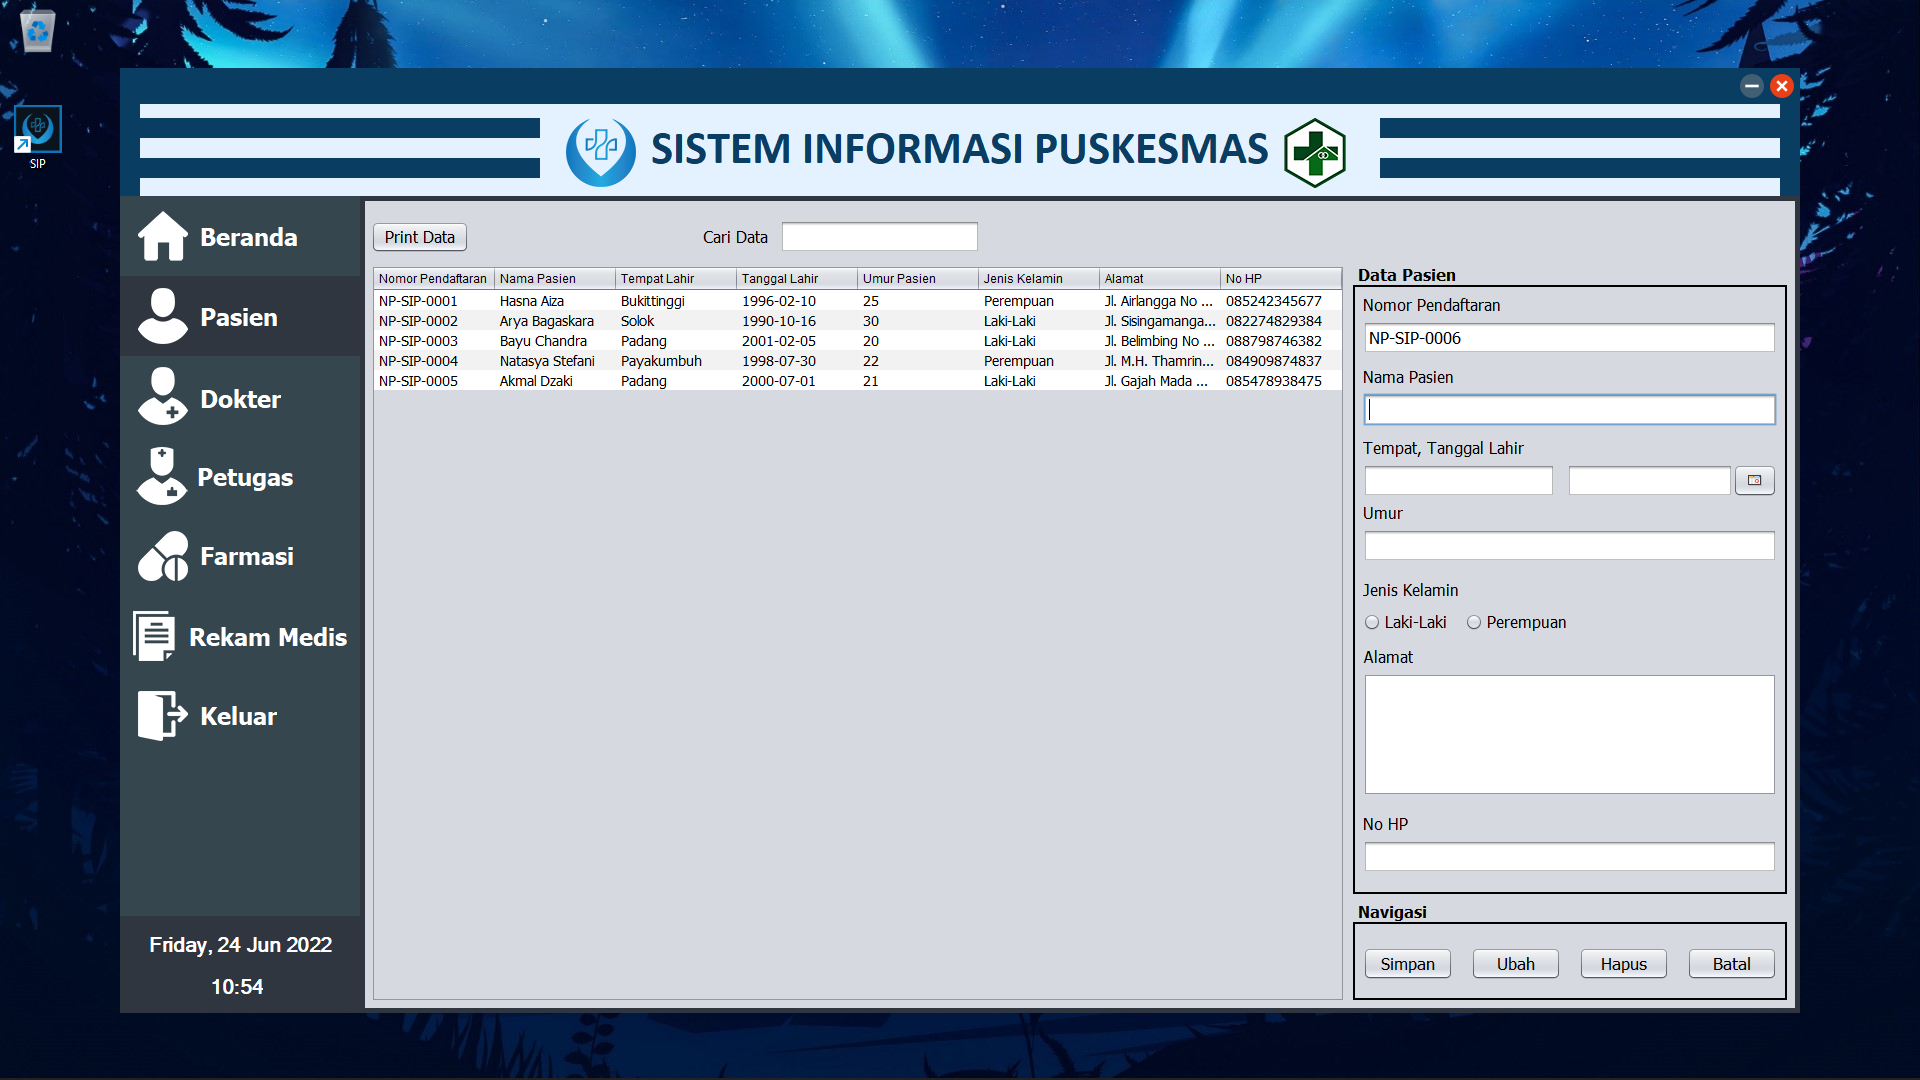 SIP
SISTEM INFORMASI PUSKESMAS
Beranda
Pasien
Dokter
Petugas
Farmasi
Rekam Medis
Keluar
Friday, 24 Jun 2022
10:54
Print Data
Cari Data
Nomor Pendaftaran Nama Pasien Tempat Lahir Tanggal Lahir Umur Pasien Jenis Kelamin Alamat No HP
NP-SIP-0001 Hasna Aiza Bukittinggi 1996-02-10 25 Perempuan Jl. Airlangga No ... 085242345677
NP-SIP-0002 Arya Bagaskara Solok 1990-10-16 30 Laki-Laki Jl. Sisingamanga... 082274829384
NP-SIP-0003 Bayu Chandra Padang 2001-02-05 20 Laki-Laki Jl. Belimbing No ... 088798746382
NP-SIP-0004 Natasya Stefani Payakumbuh 1998-07-30 22 Perempuan Jl. M.H. Thamrin... 084909874837
NP-SIP-0005 Akmal Dzaki Padang 2000-07-01 21 Laki-Laki Jl. Gajah Mada ... 085478938475
Data Pasien
Nomor Pendaftaran
NP-SIP-0006
Nama Pasien
Tempat, Tanggal Lahir
Umur
Jenis Kelamin
Laki-Laki Perempuan
Alamat
No HP
Navigasi
Simpan Ubah Hapus Batal